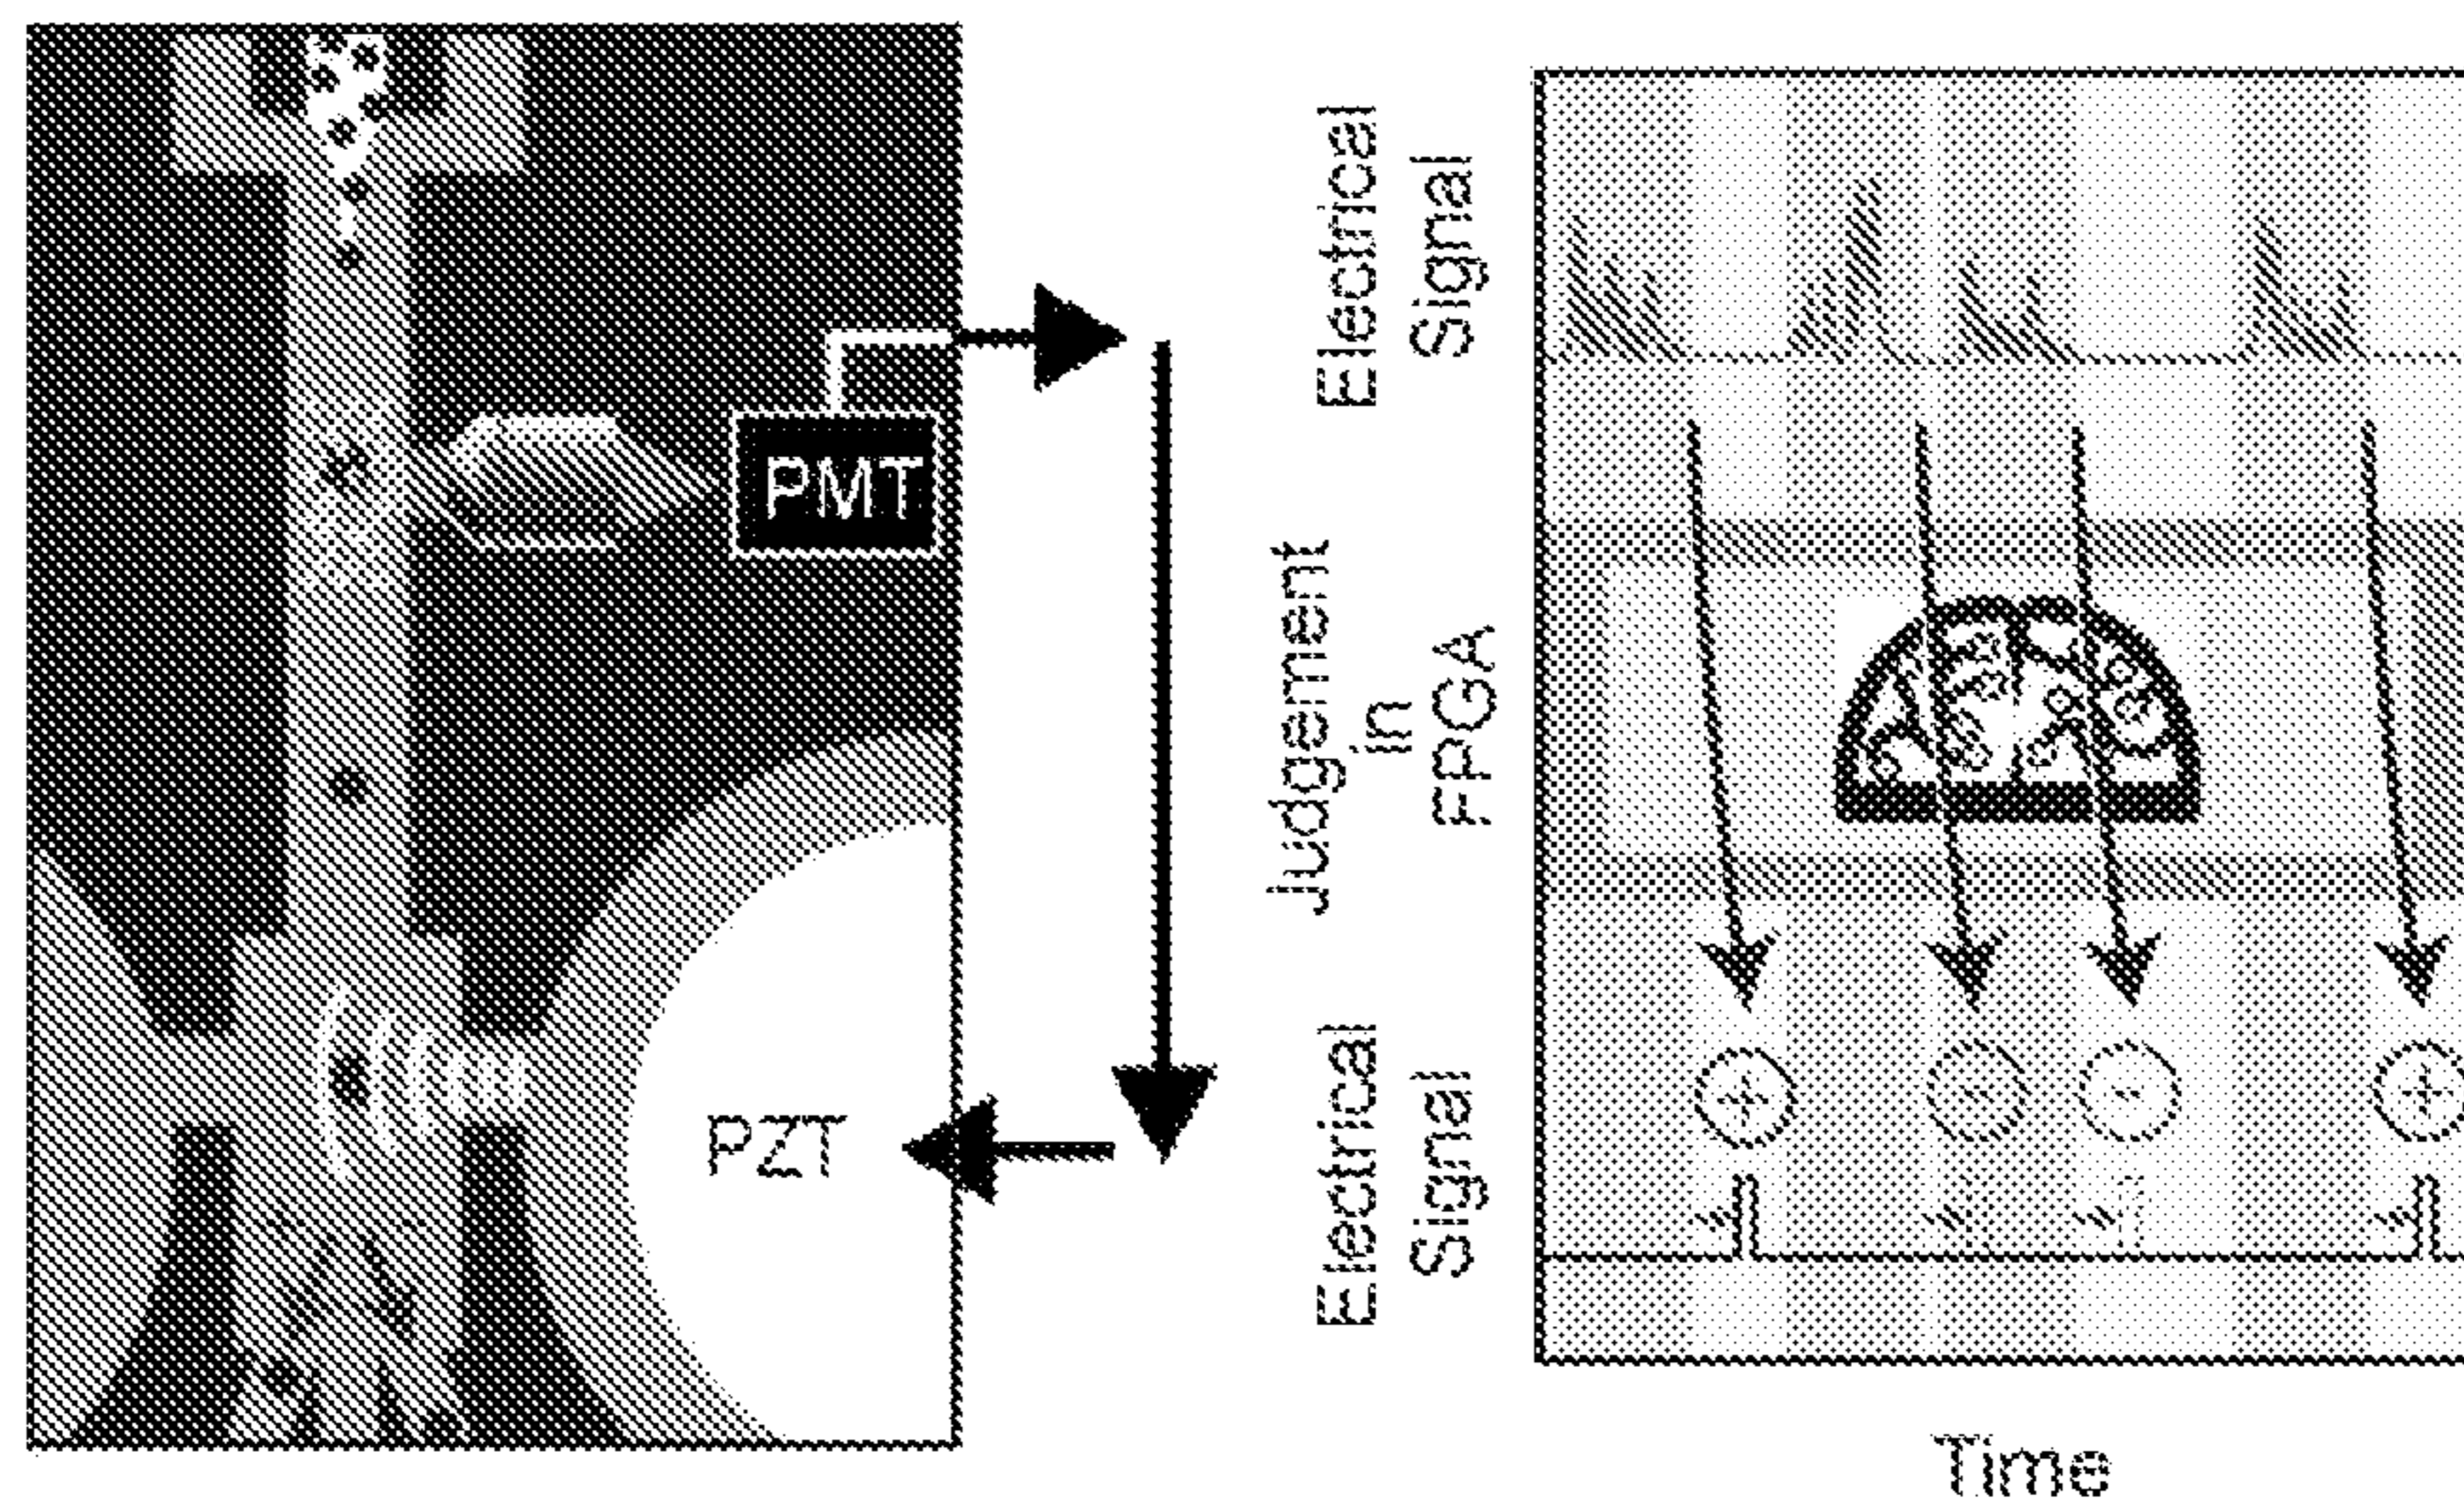 PMT
PZT
Electrical
Signal
Judgement
in
FPGA
Electrical
Signal
+
-
-
+
Time